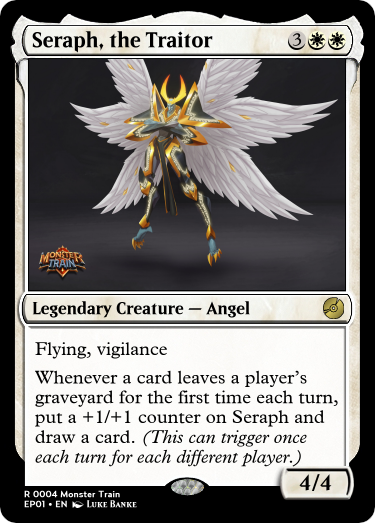 Seraph, the Traitor 3
MONSTER
TRAIN
Legendary Creature — Angel
Flying, vigilance
Whenever a card leaves a player's
graveyard for the first time each turn,
put a +1/+1 counter on Seraph and
draw a card. (This can trigger once
each turn for each different player.)
4/4
R 0004 Monster Train
EP01 • EN Luke Banke